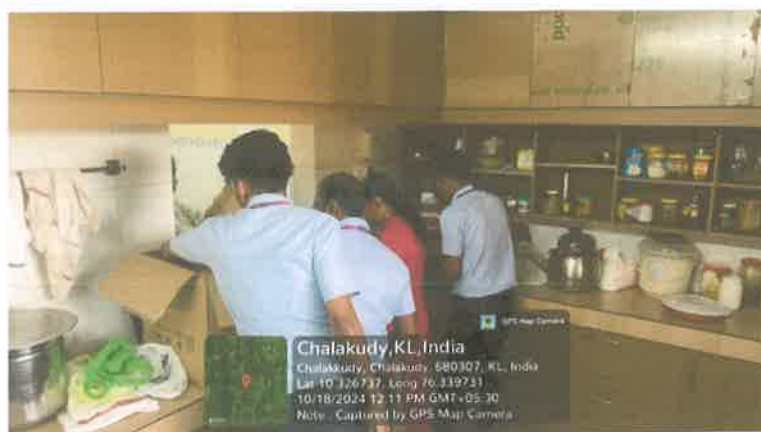 GPS Map Camera
Chalakudy,KL,India
Chalakkudy, Chalakudy, 680307, KL, India
Lat 10.326737, Long 76.339731
10/18/2024 12:11 PM GMT+05:30
Note : Captured by GPS Map Camera